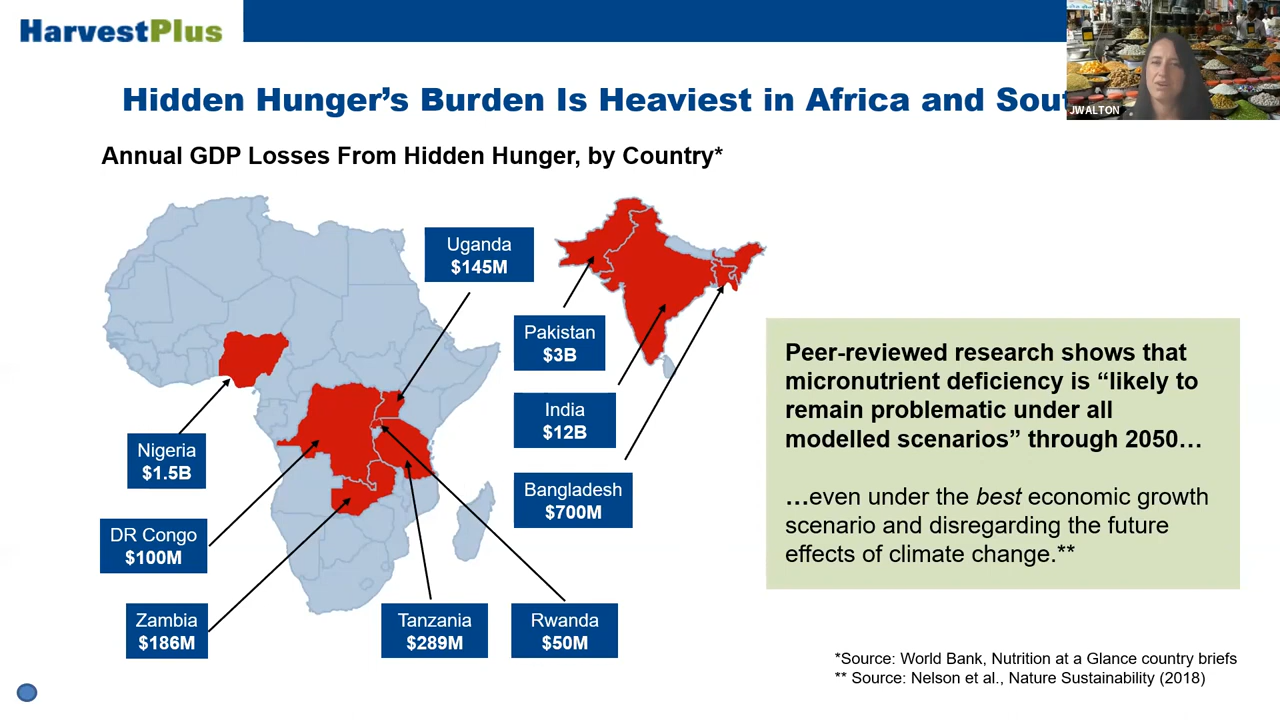 HarvestPlus
JWALTON
Hidden Hunger's Burden Is Heaviest in Africa and Sou
Annual GDP Losses From Hidden Hunger, by Country*
Uganda
$145M
Pakistan
$3B
India
$12B
Bangladesh
$700M
Nigeria
$1.5B
DR Congo
$100M
Zambia
$186M
Tanzania
$289M
Rwanda
$50M
Peer-reviewed research shows that
micronutrient deficiency is “likely to
remain problematic under all
modelled scenarios” through 2050…
…even under the best economic growth
scenario and disregarding the future
effects of climate change.**
*Source: World Bank, Nutrition at a Glance country briefs
** Source: Nelson et al., Nature Sustainability (2018)